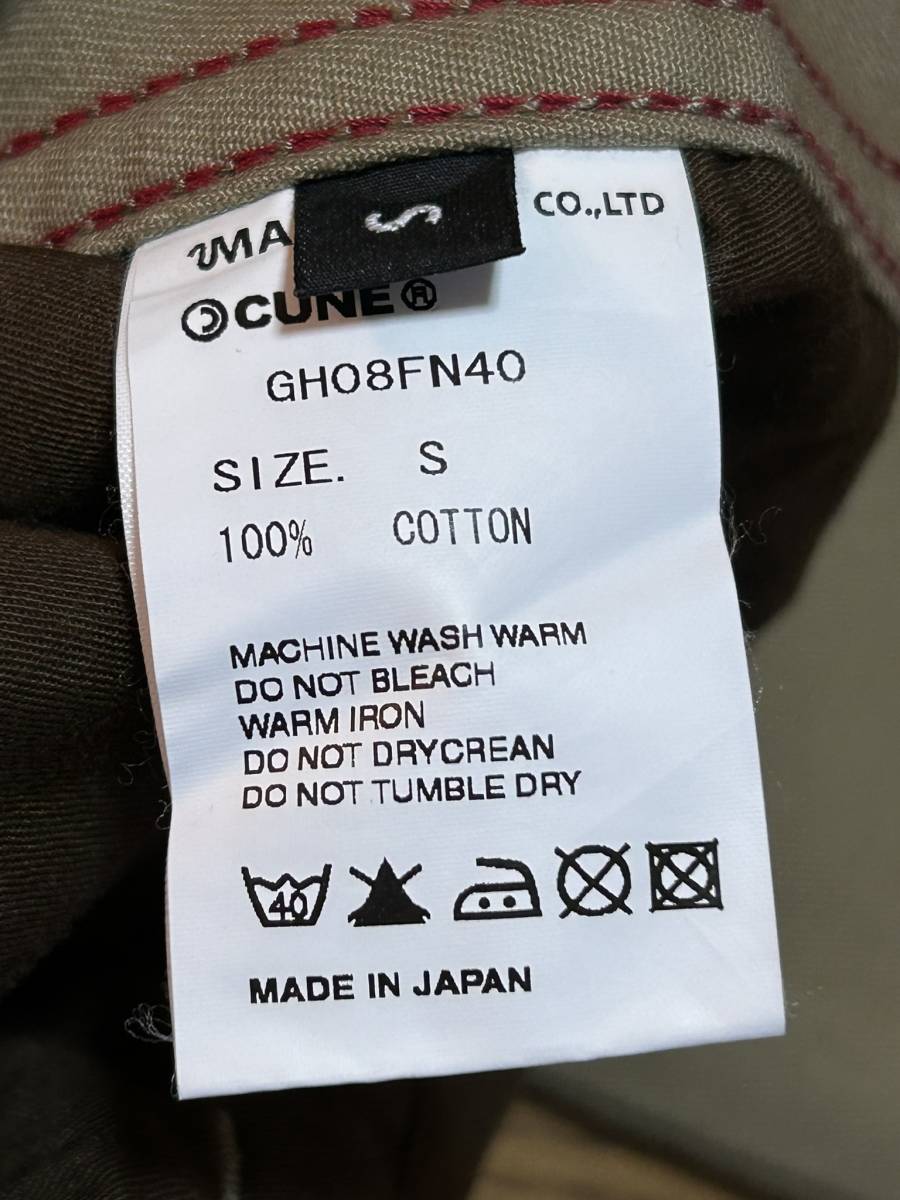 S
CO.,LTD
CUNE®
GH08FN40
SIZE. S
100% COTTON
MACHINE WASH WARM
DO NOT BLEACH
WARM IRON
DO NOT DRYCREAN
DO NOT TUMBLE DRY
40
MADE IN JAPAN